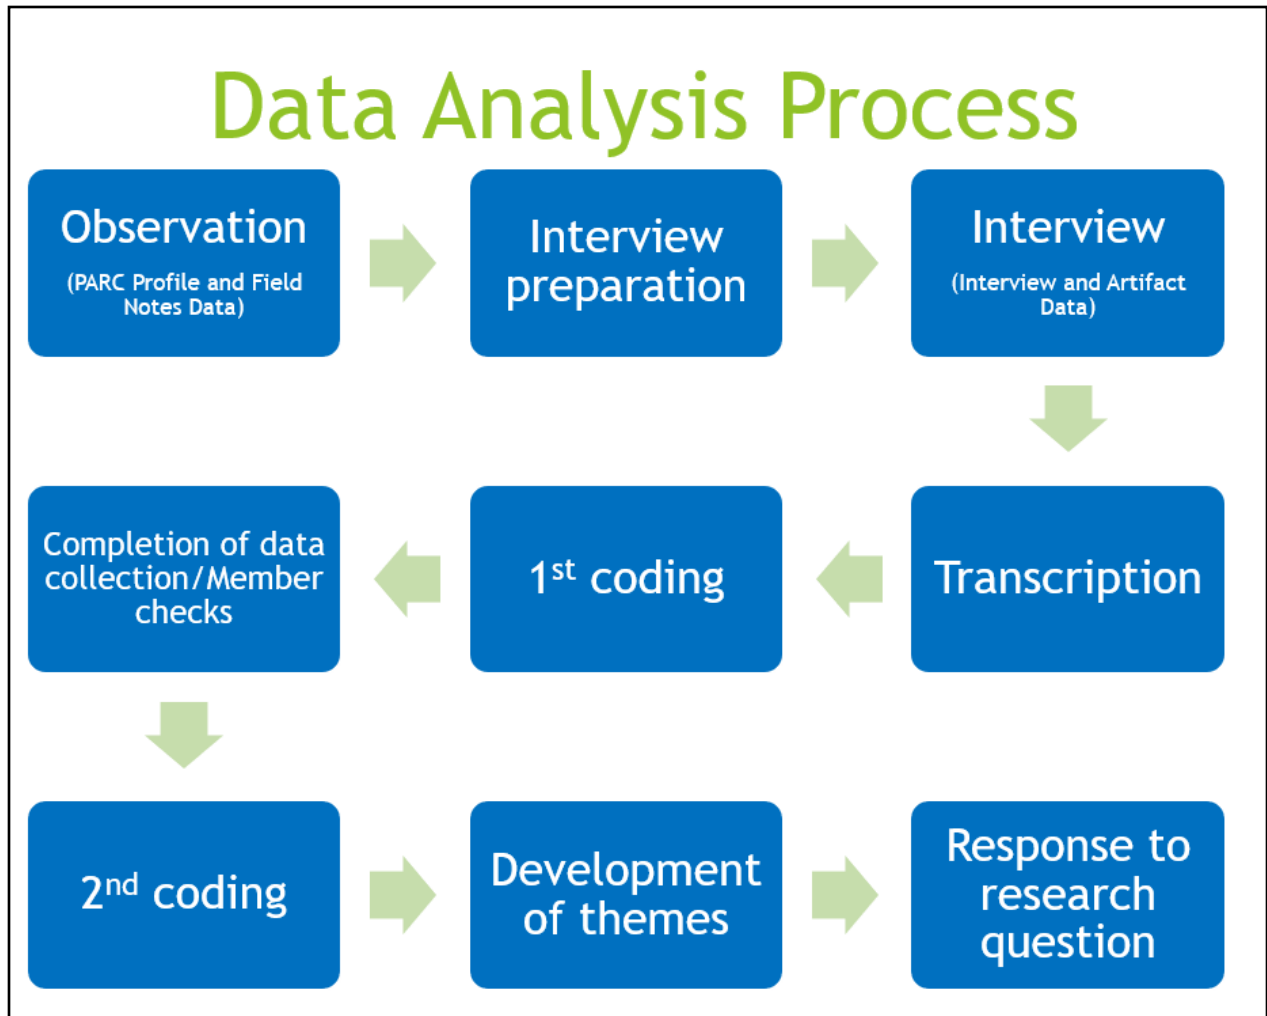 Data Analysis Process
Observation
(PARC Profile and Field
Notes Data)
Interview
preparation
Interview
(Interview and Artifact
Data)
Transcription
1st coding
Completion of data
collection/Member
checks
2nd coding
Development
of themes
Response to
research
question